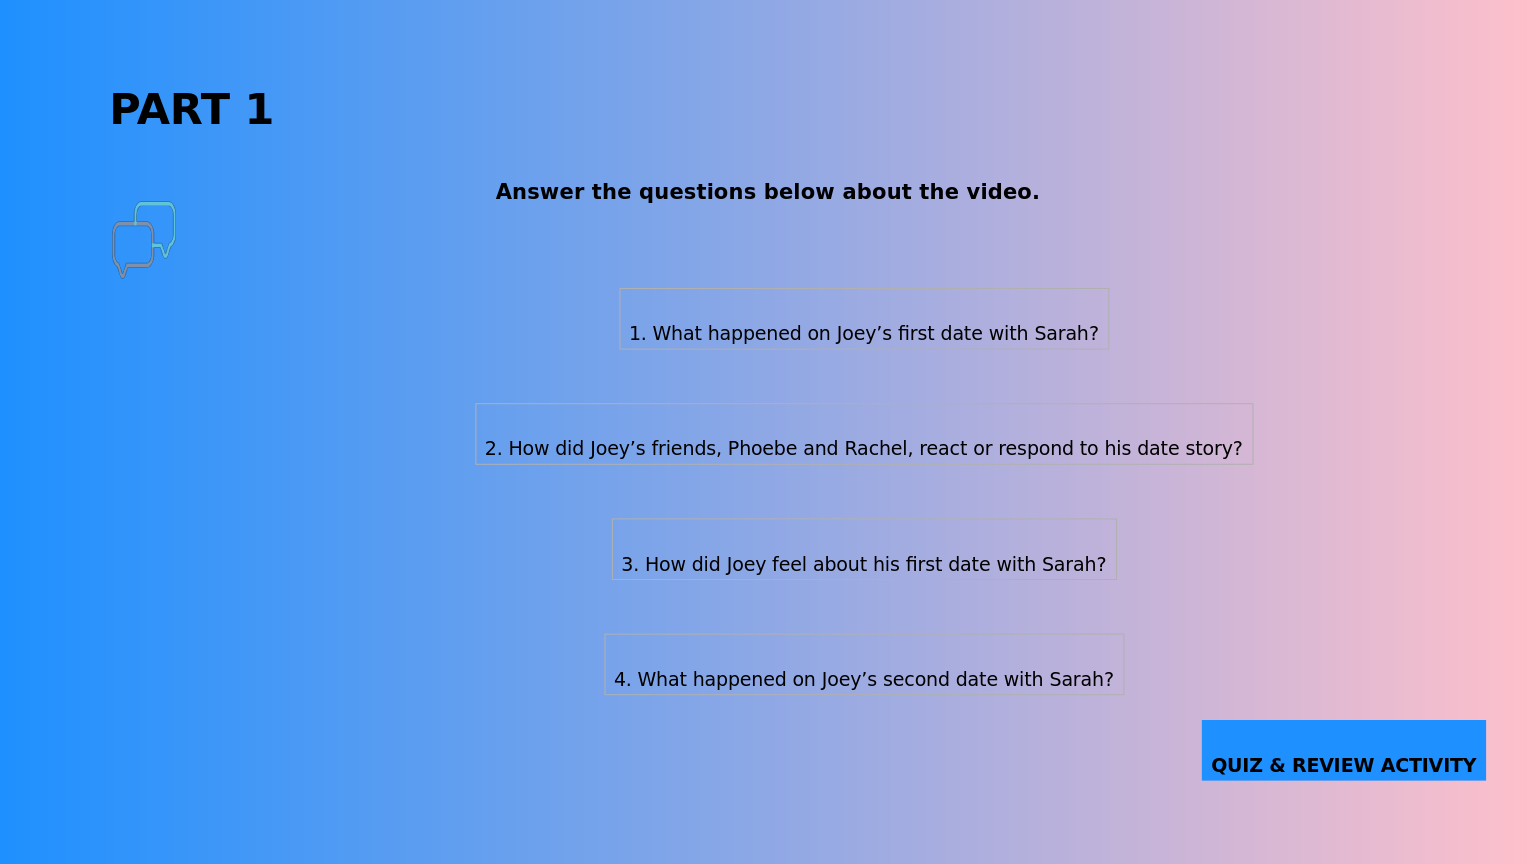 PART 1
Answer the questions below about the video.
1. What happened on Joey’s first date with Sarah?
2. How did Joey’s friends, Phoebe and Rachel, react or respond to his date story?
3. How did Joey feel about his first date with Sarah?
4. What happened on Joey’s second date with Sarah?
QUIZ & REVIEW ACTIVITY